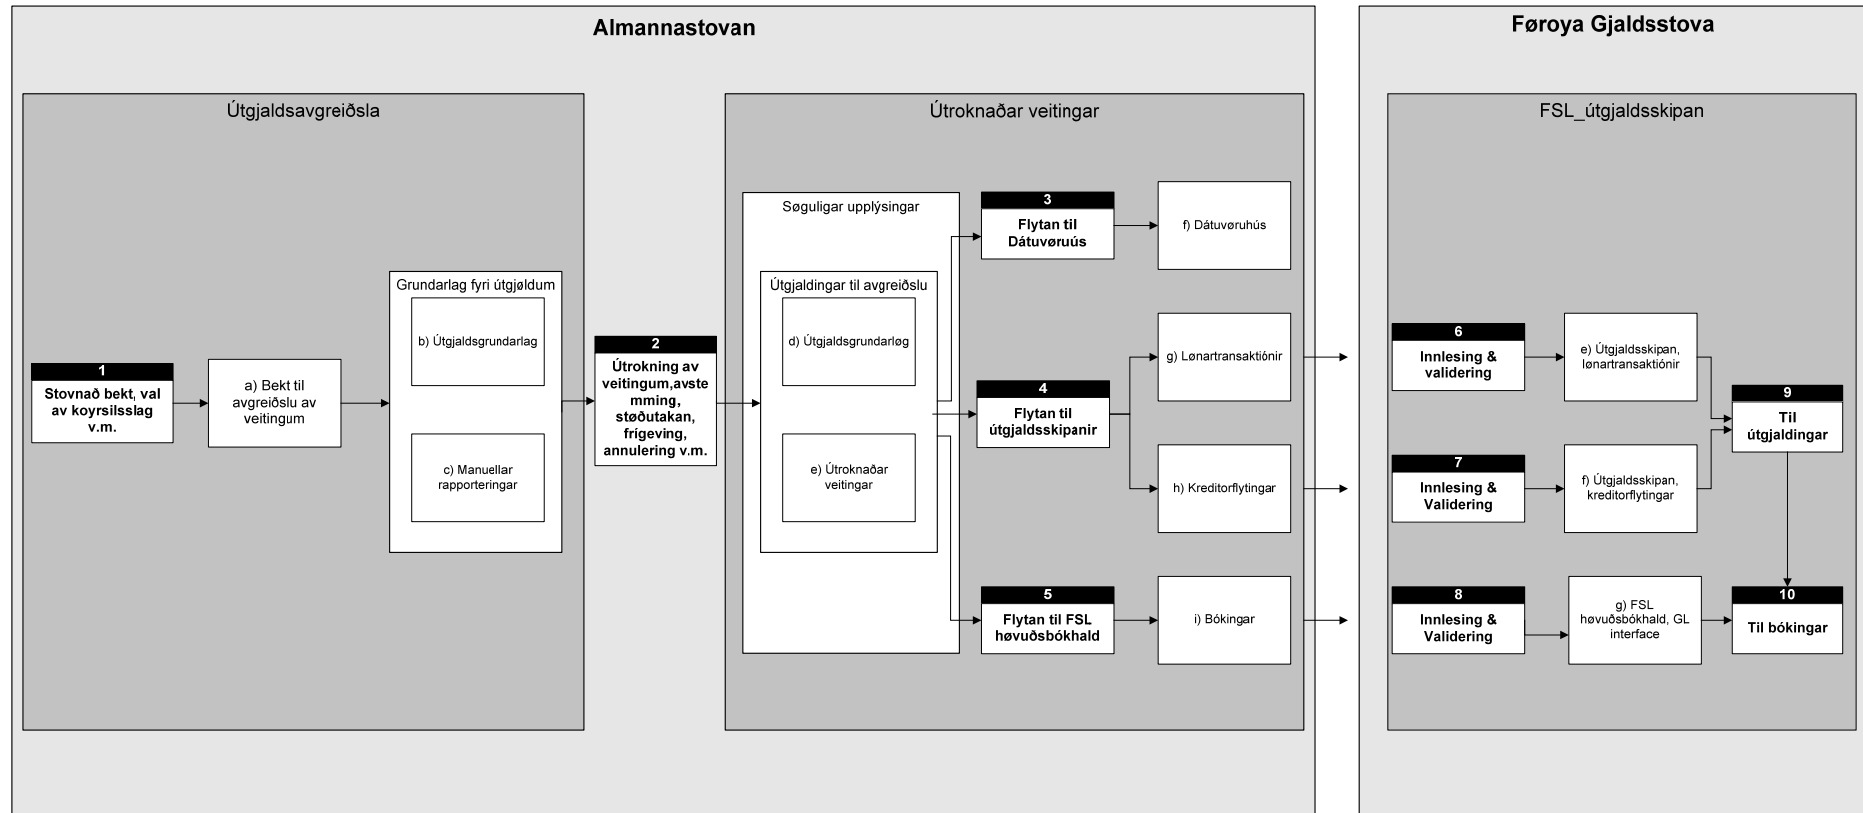 Almannastovan
Føroya Gjaldsstova
Útgjaldsavgreiðsla
Útroknaðar veitingar
FSL_útgjaldsskipan
1
Stovnað bekt, val
av koyrsilsslag
v.m.
a) Bekt til
avgreiðslu av
veitingum
Grundarlag fyri útgjøldum
b) Útgjaldsgrundarlag
c) Manuellar
rapporteringar
2
Útrokning av
veitingum,avste
mming,
støðutakan,
frígeving,
annulering v.m.
Søguligar upplýsingar
Útgjaldingar til avgreiðslu
d) Útgjaldsgrundarløg
e) Útroknaðar
veitingar
3
Flytan til
Dátuvøruús
f) Dátuvøruhús
4
Flytan til
útgjaldsskipanir
g) Lønartransaktiónir
h) Kreditorflytingar
5
Flytan til FSL
høvuðsbókhald
i) Bókingar
6
Innlesing &
validering
e) Útgjaldsskipan,
lønartransaktiónir
7
Innlesing &
Validering
f) Útgjaldsskipan,
kreditorflytingar
8
Innlesing &
Validering
g) FSL
høvuðsbókhald, GL
interface
9
Til
útgjaldingar
10
Til bókingar